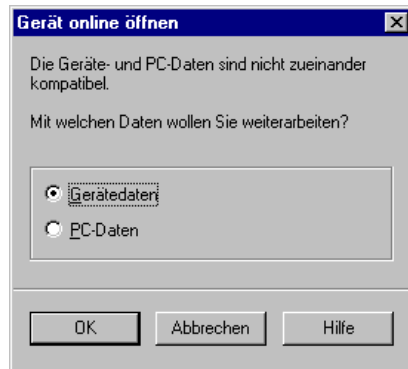 Gerät online öffnen
Die Geräte- und PC-Daten sind nicht zueinander
kompatibel.
Mit welchen Daten wollen Sie weiterarbeiten?
Gerätedaten
PC-Daten
OK Abbrechen Hilfe